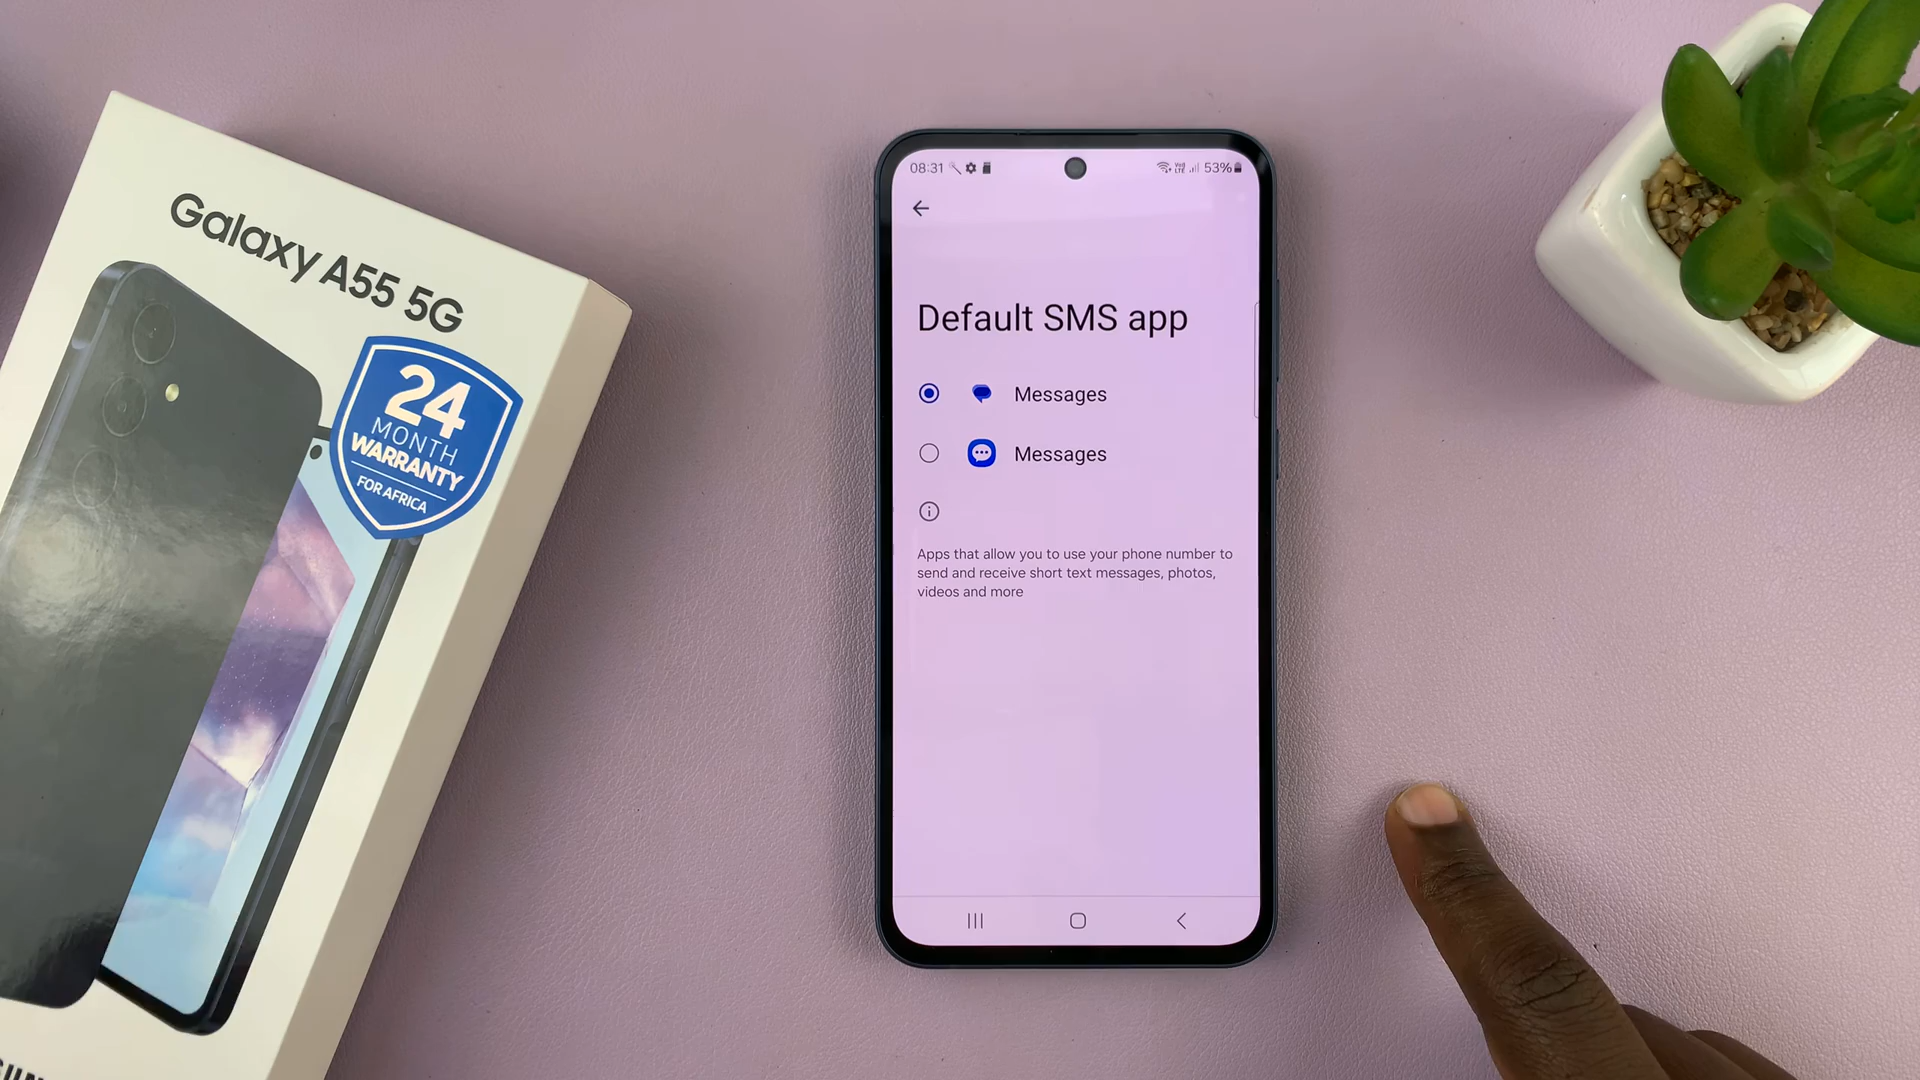 Galaxy A55 5G
24
MONTH
WARRANTY
FOR AFRICA
08:31
53%
Default SMS app
Messages
Messages
Apps that allow you to use your phone number to
send and receive short text messages, photos,
videos and more